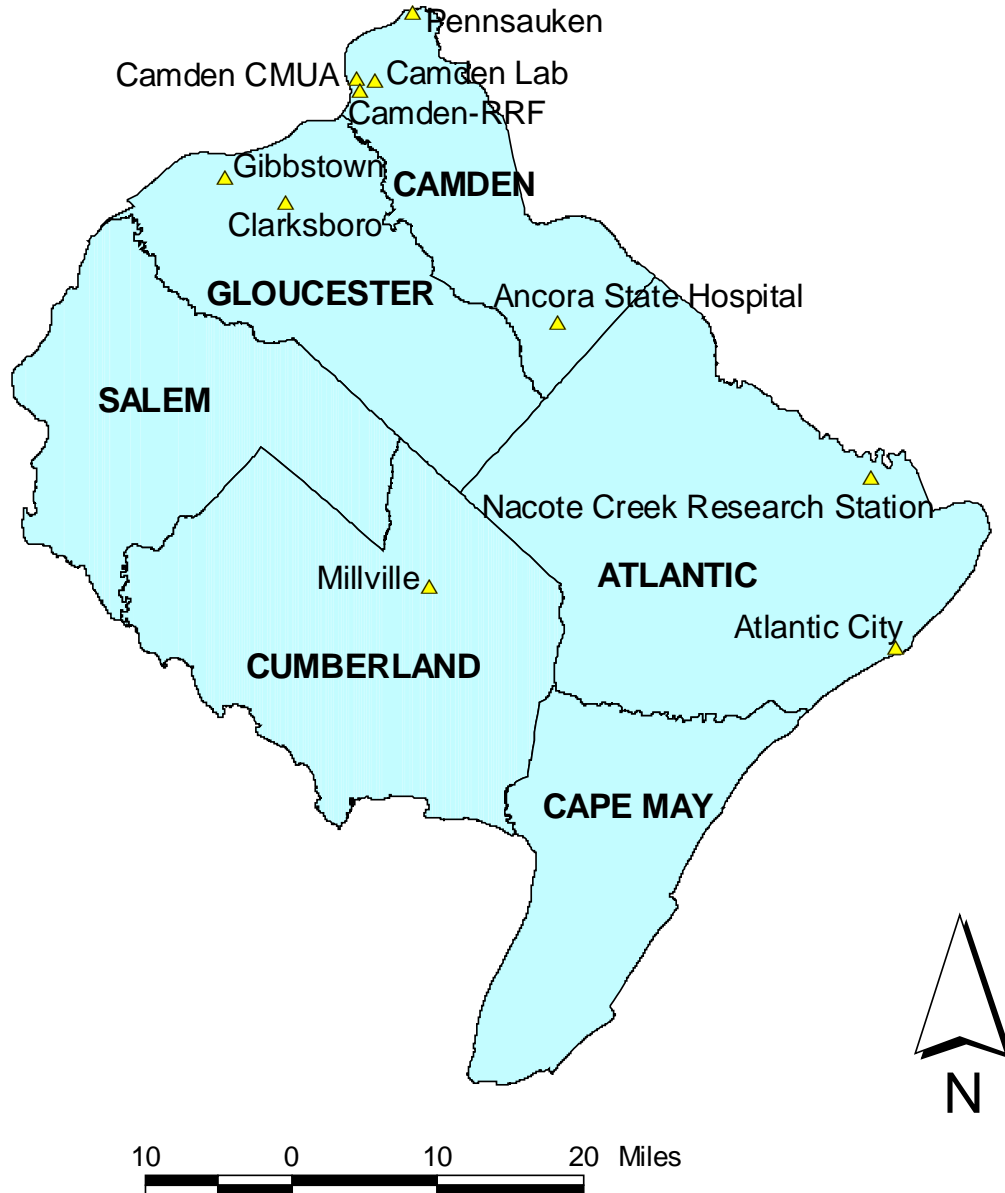 Pennsauken
Camden CMUA
Camden Lab
Camden-RRF
Gibbstown
CAMDEN
Clarksboro
GLOUCESTER
Ancora State Hospital
SALEM
Nacote Creek Research Station
Millville
ATLANTIC
Atlantic City
CUMBERLAND
CAPE MAY
N
10 0 10 20 Miles